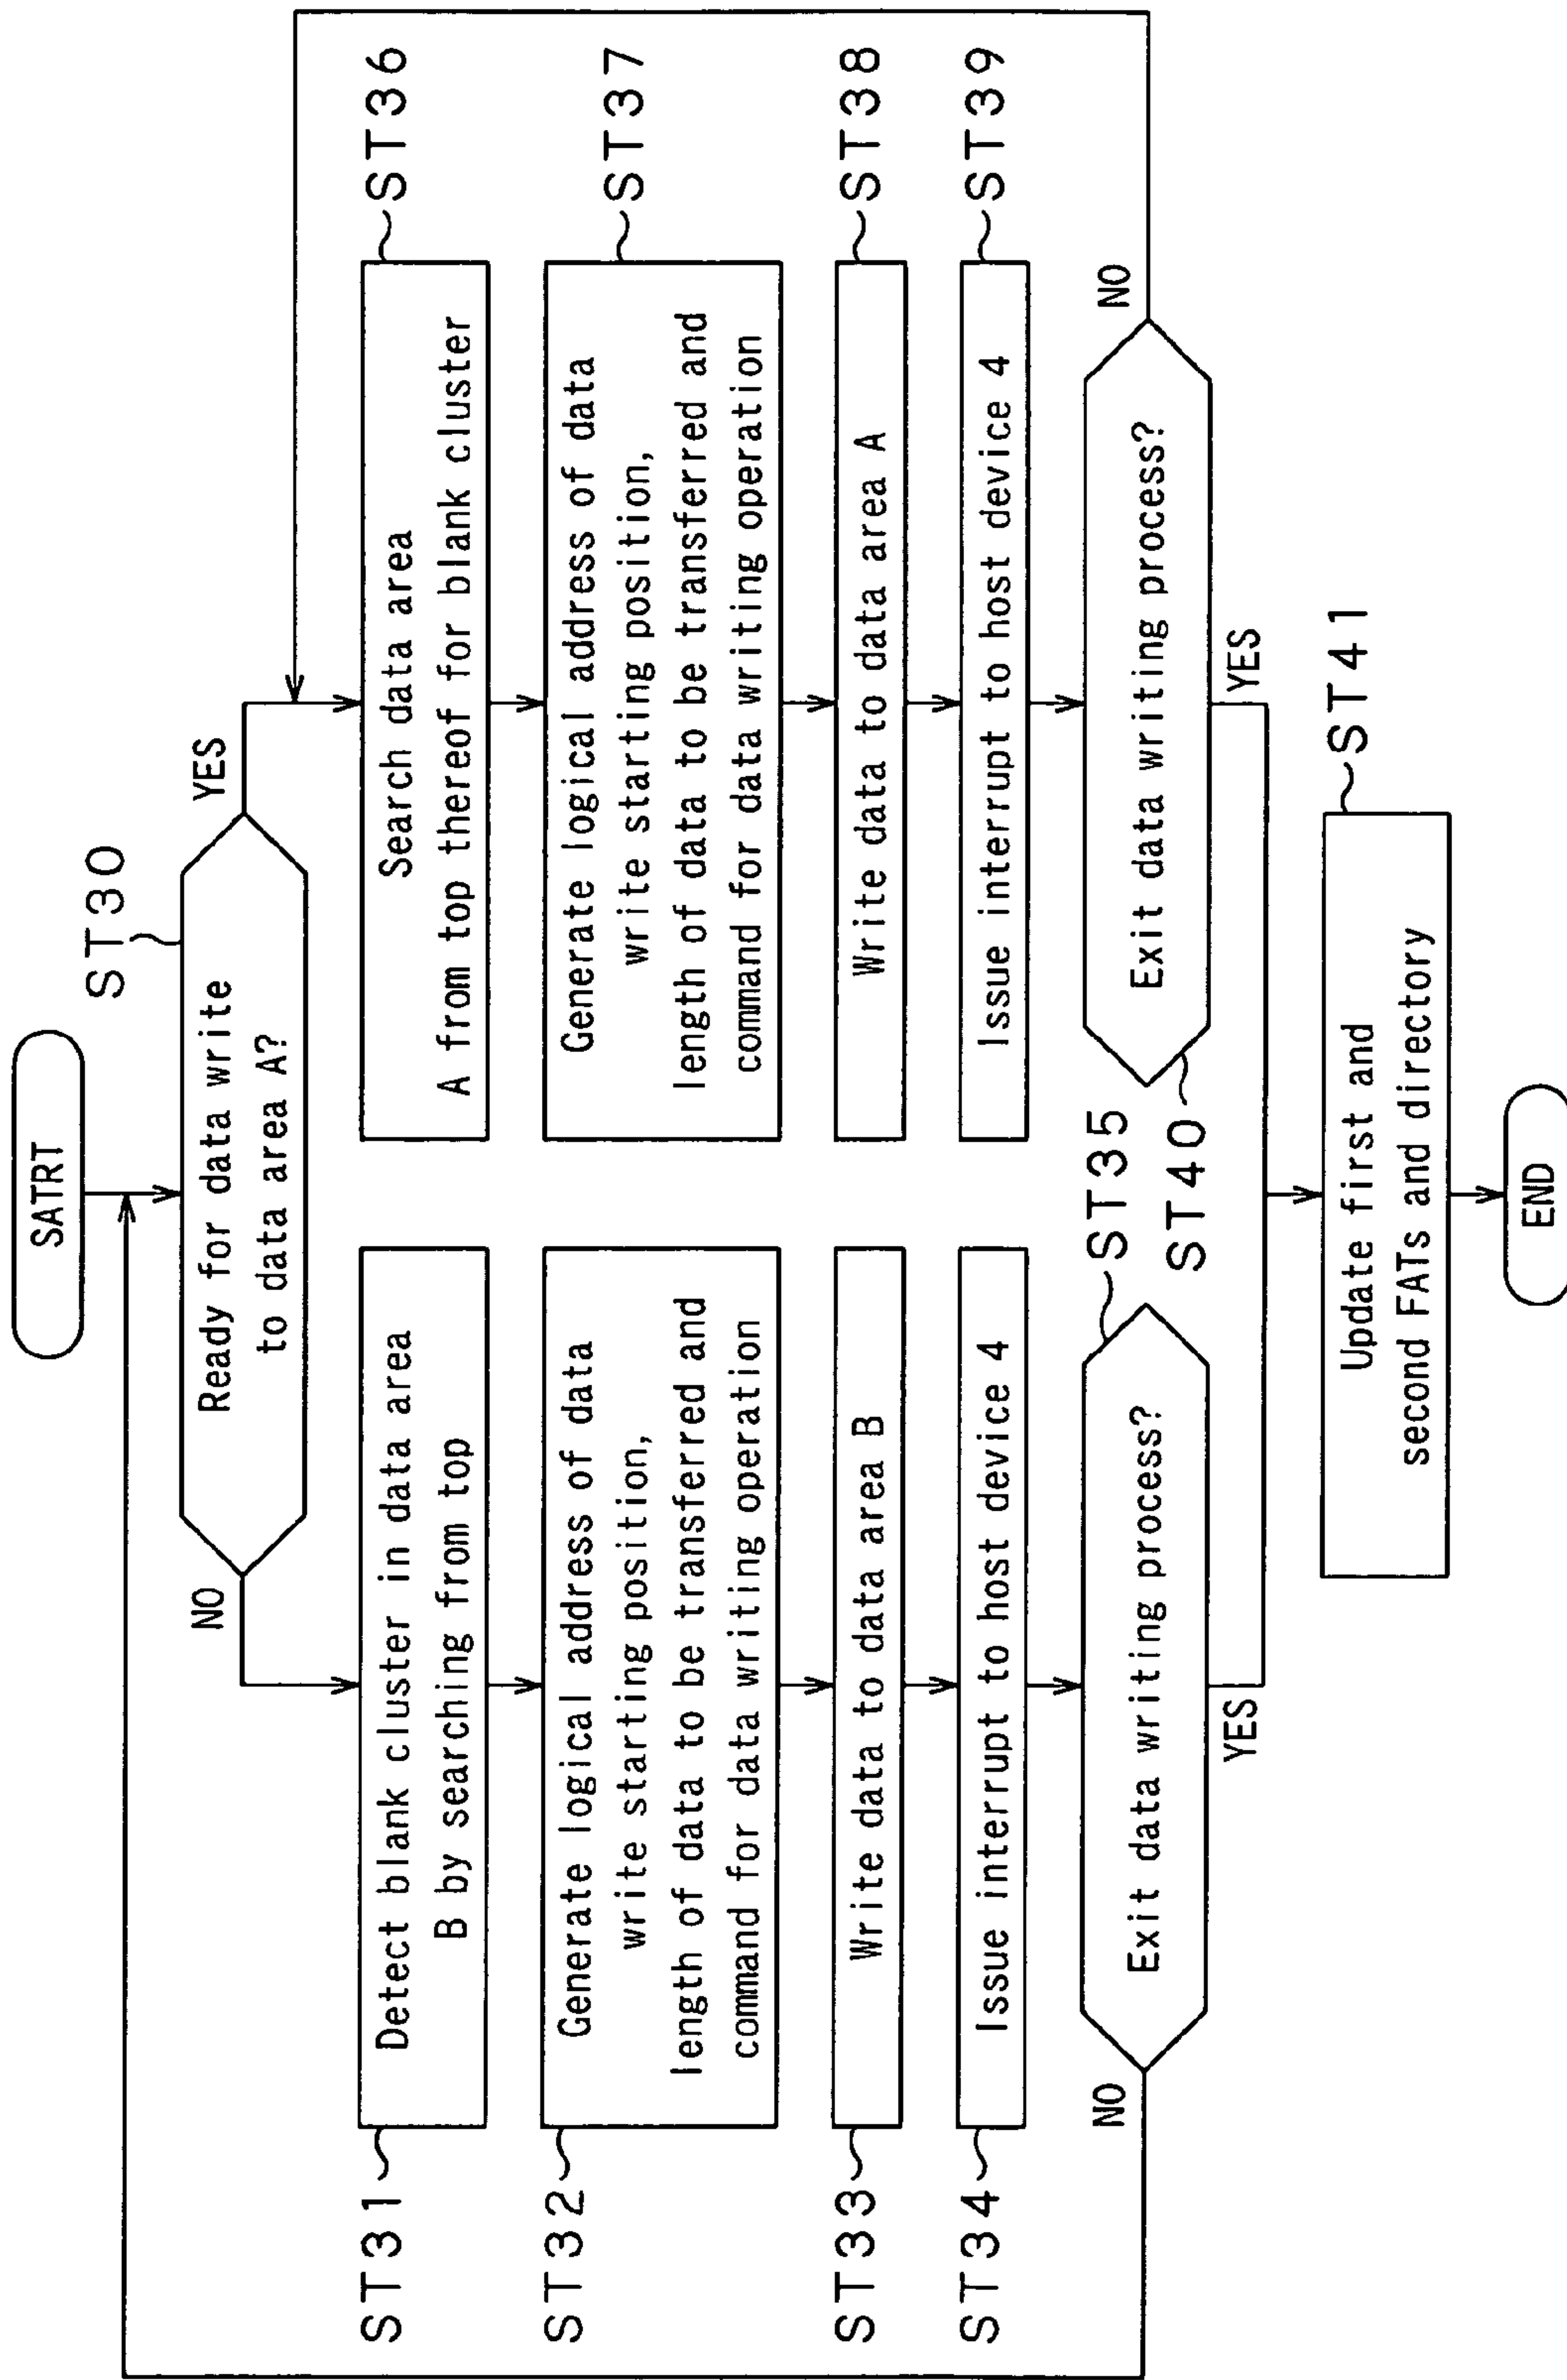 SATRT
ST30
Ready for data write
to data area A?
NO
YES
ST31
Detect blank cluster in data area
B by searching from top
ST32
Generate logical address of data
write starting position,
length of data to be transferred and
command for data writing operation
ST33
Write data to data area B
ST34
Issue interrupt to host device 4
ST35
Exit data writing process?
NO
YES
ST36
Search data area
A from top thereof for blank cluster
ST37
Generate logical address of data
write starting position,
length of data to be transferred and
command for data writing operation
ST38
Write data to data area A
ST39
Issue interrupt to host device 4
ST40
Exit data writing process?
NO
YES
ST41
Update first and
second FATs and directory
END